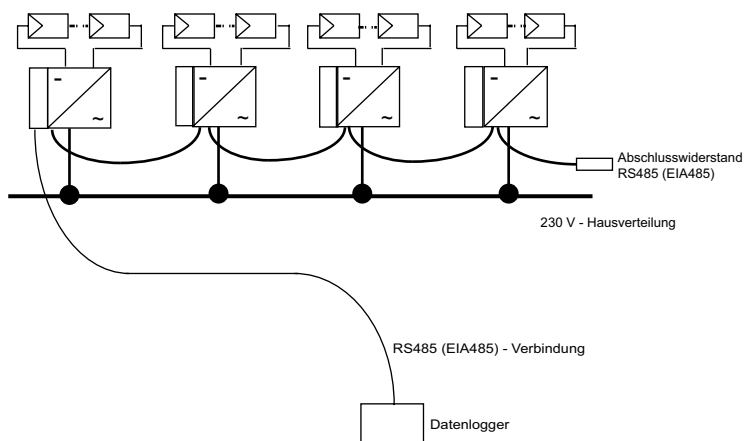 - ~
- ~
- ~
- ~
Abschlusswiderstand
RS485 (EIA485)
230 V - Hausverteilung
RS485 (EIA485) - Verbindung
Datenlogger